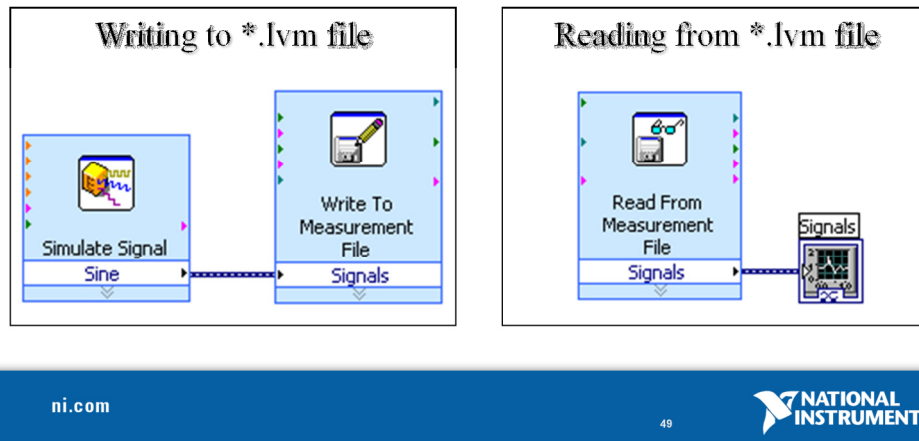 Writing to *.lvm file
Simulate Signal
Sine
Write To
Measurement
File
Signals
Reading from *.lvm file
Read From
Measurement
File
Signals
Signals
ni.com
49
NATIONAL
INSTRUMENT